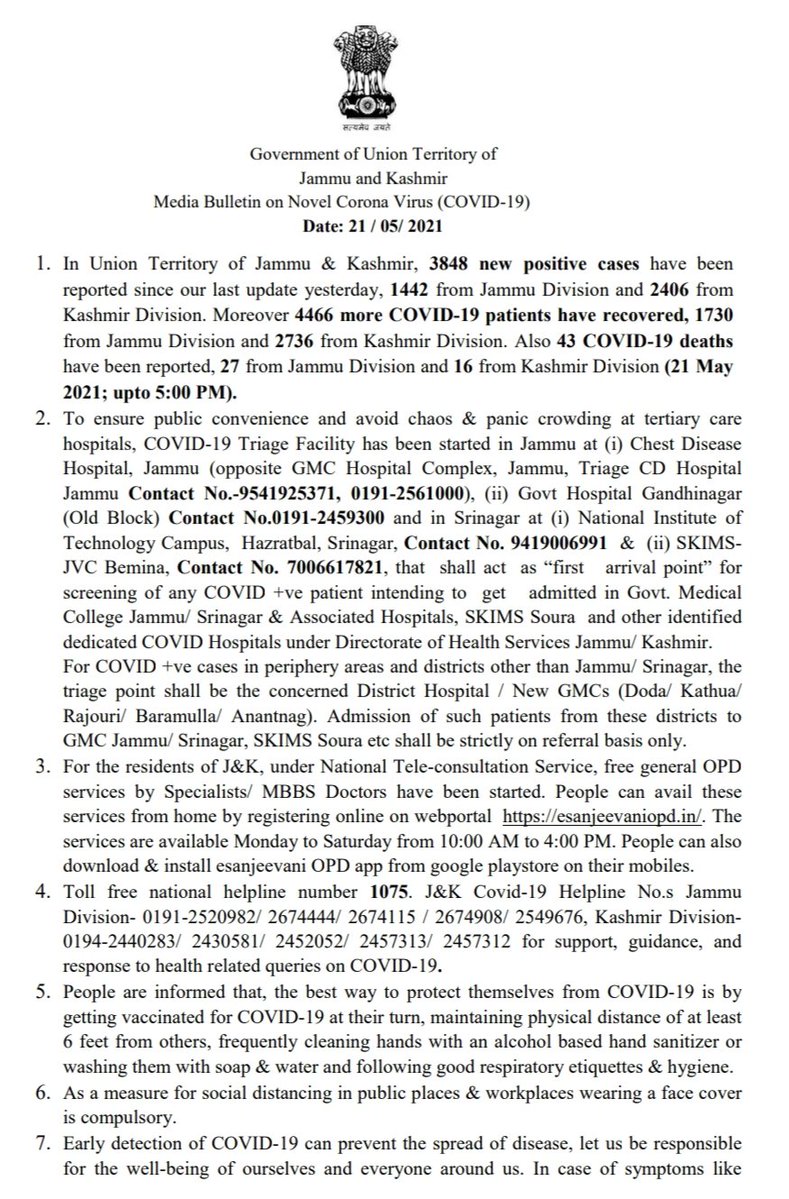 सत्यमेव जयते
Government of Union Territory of
Jammu and Kashmir
Media Bulletin on Novel Corona Virus (COVID-19)
Date: 21 / 05/ 2021
1. In Union Territory of Jammu & Kashmir, 3848 new positive cases have been
reported since our last update yesterday, 1442 from Jammu Division and 2406 from
Kashmir Division. Moreover 4466 more COVID-19 patients have recovered, 1730
from Jammu Division and 2736 from Kashmir Division. Also 43 COVID-19 deaths
have been reported, 27 from Jammu Division and 16 from Kashmir Division (21 May
2021; upto 5:00 PM).
2. To ensure public convenience and avoid chaos & panic crowding at tertiary care
hospitals, COVID-19 Triage Facility has been started in Jammu at (i) Chest Disease
Hospital, Jammu (opposite GMC Hospital Complex, Jammu, Triage CD Hospital
Jammu Contact No.-9541925371, 0191-2561000), (ii) Govt Hospital Gandhinagar
(Old Block) Contact No.0191-2459300 and in Srinagar at (i) National Institute of
Technology Campus, Hazratbal, Srinagar, Contact No. 9419006991 & (ii) SKIMS-
JVC Bemina, Contact No. 7006617821, that shall act as “first arrival point” for
screening of any COVID +ve patient intending to get admitted in Govt. Medical
College Jammu/ Srinagar & Associated Hospitals, SKIMS Soura and other identified
dedicated COVID Hospitals under Directorate of Health Services Jammu/ Kashmir.
For COVID +ve cases in periphery areas and districts other than Jammu/ Srinagar, the
triage point shall be the concerned District Hospital / New GMCs (Doda/ Kathua/
Rajouri/ Baramulla/ Anantnag). Admission of such patients from these districts to
GMC Jammu/ Srinagar, SKIMS Soura etc shall be strictly on referral basis only.
3. For the residents of J&K, under National Tele-consultation Service, free general OPD
services by Specialists/ MBBS Doctors have been started. People can avail these
services from home by registering online on webportal https://esanjeevaniopd.in/. The
services are available Monday to Saturday from 10:00 AM to 4:00 PM. People can also
download & install esanjeevani OPD app from google playstore on their mobiles.
4. Toll free national helpline number 1075. J&K Covid-19 Helpline No.s Jammu
Division- 0191-2520982/ 2674444/ 2674115 / 2674908/ 2549676, Kashmir Division-
0194-2440283/ 2430581/ 2452052/ 2457313/ 2457312 for support, guidance, and
response to health related queries on COVID-19.
5. People are informed that, the best way to protect themselves from COVID-19 is by
getting vaccinated for COVID-19 at their turn, maintaining physical distance of at least
6 feet from others, frequently cleaning hands with an alcohol based hand sanitizer or
washing them with soap & water and following good respiratory etiquettes & hygiene.
6. As a measure for social distancing in public places & workplaces wearing a face cover
is compulsory.
7. Early detection of COVID-19 can prevent the spread of disease, let us be responsible
for the well-being of ourselves and everyone around us. In case of symptoms like